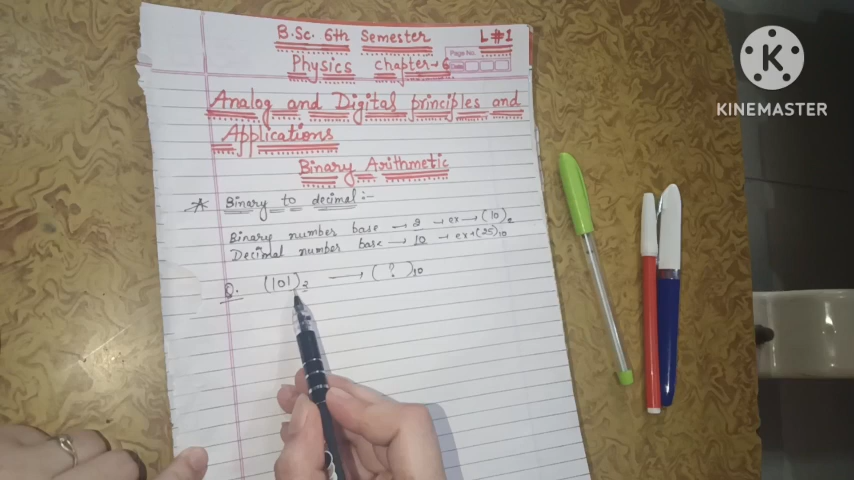 B.Sc. 6th Semester L#1
Page No.
Date
Physics chapter-6
Analog and Digital principles and
Applications
Binary Arithmetic
* Binary to decimal :-
Binary number base → 2 → ex → (10)2
Decimal number base → 10 → ex → (25)10
Q. (101)2 → ( ? )10
KINEMASTER